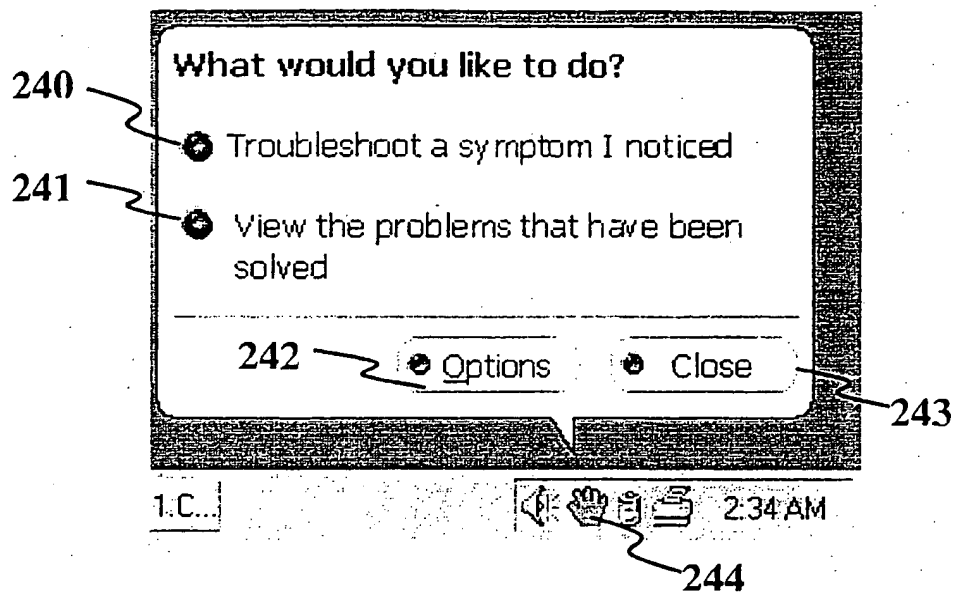 What would you like to do?
240
Troubleshoot a symptom I noticed
241
View the problems that have been
solved
242
Options
Close
243
1.C...
2:34 AM
244